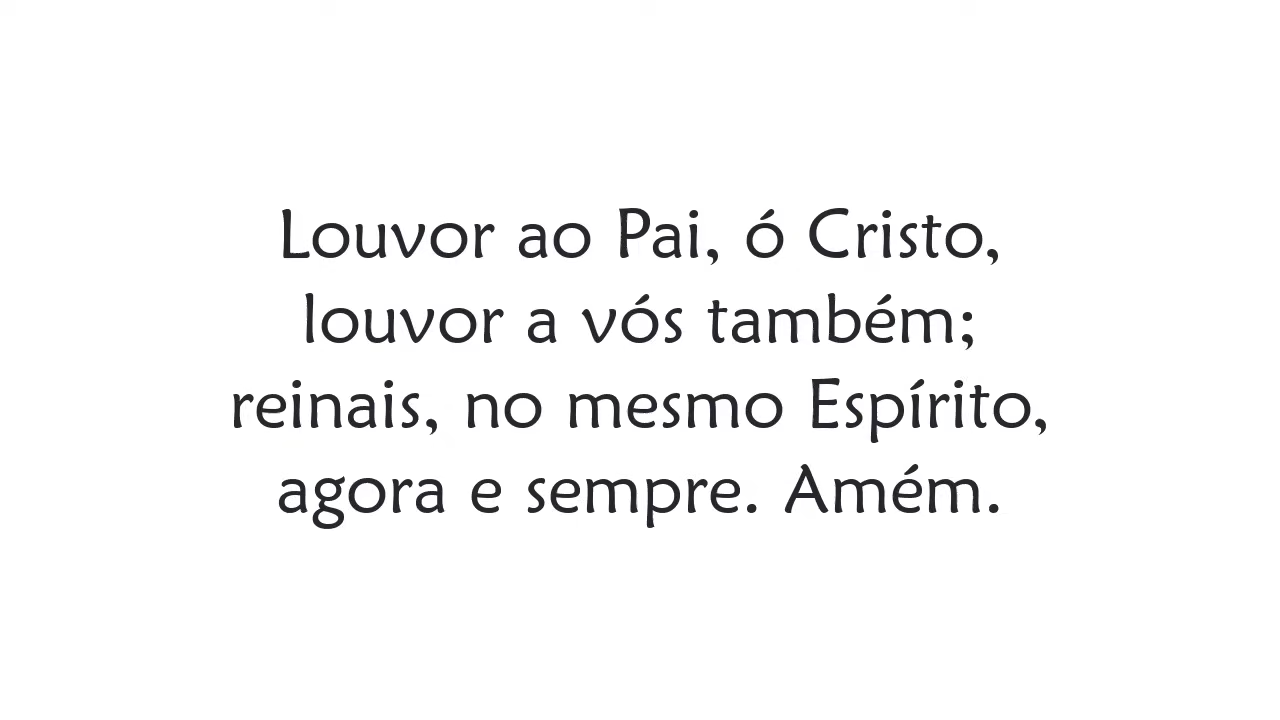 Louvor ao Pai, ó Cristo,
louvor a vós também;
reinais, no mesmo Espírito,
agora e sempre. Amém.